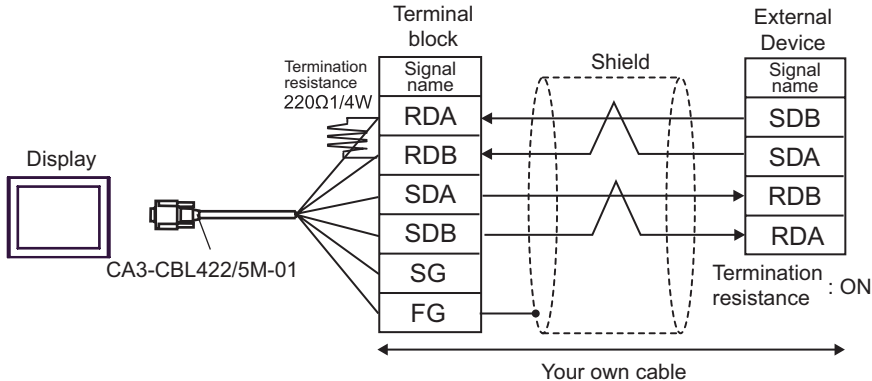 Terminal
block
External
Device
Termination
resistance
220Ω1/4W
Signal
name
Shield
Signal
name
RDA
SDB
RDB
SDA
Display
SDA
RDB
SDB
RDA
CA3-CBL422/5M-01
SG
Termination
resistance : ON
FG
Your own cable